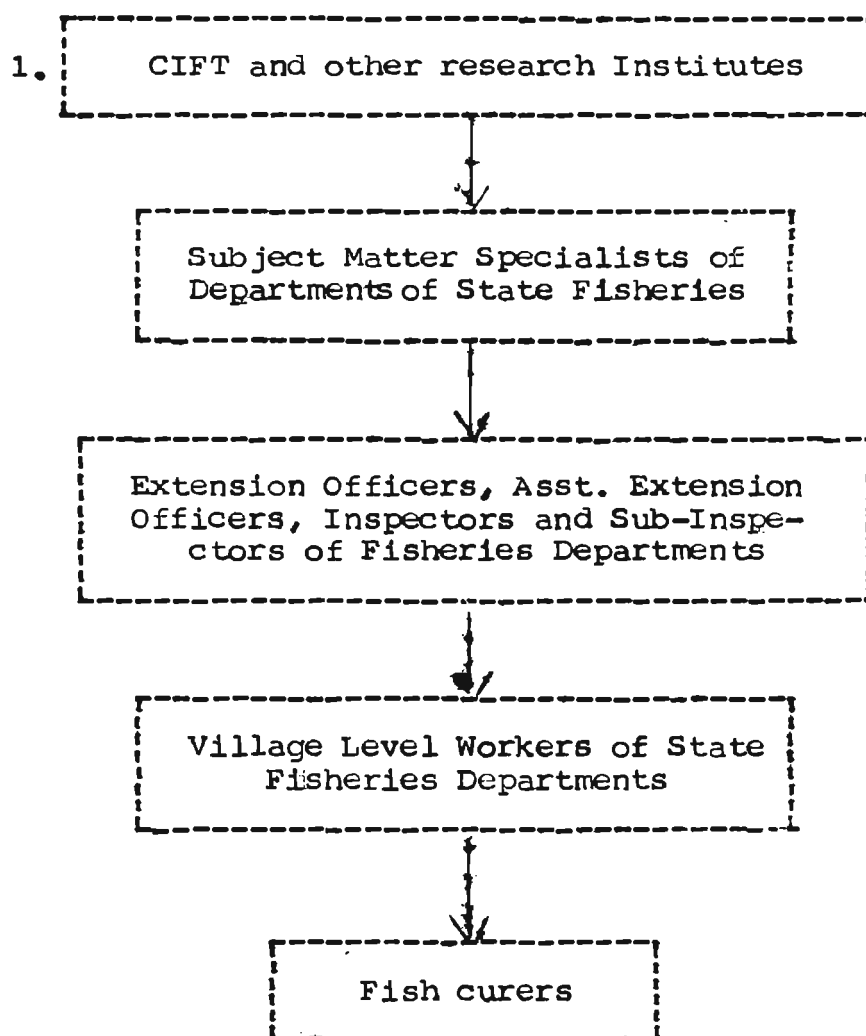 1. CIFT and other research Institutes
Subject Matter Specialists of
Departments of State Fisheries
Extension Officers, Asst. Extension
Officers, Inspectors and Sub-Inspe-
ctors of Fisheries Departments
Village Level Workers of State
Fisheries Departments
Fish curers